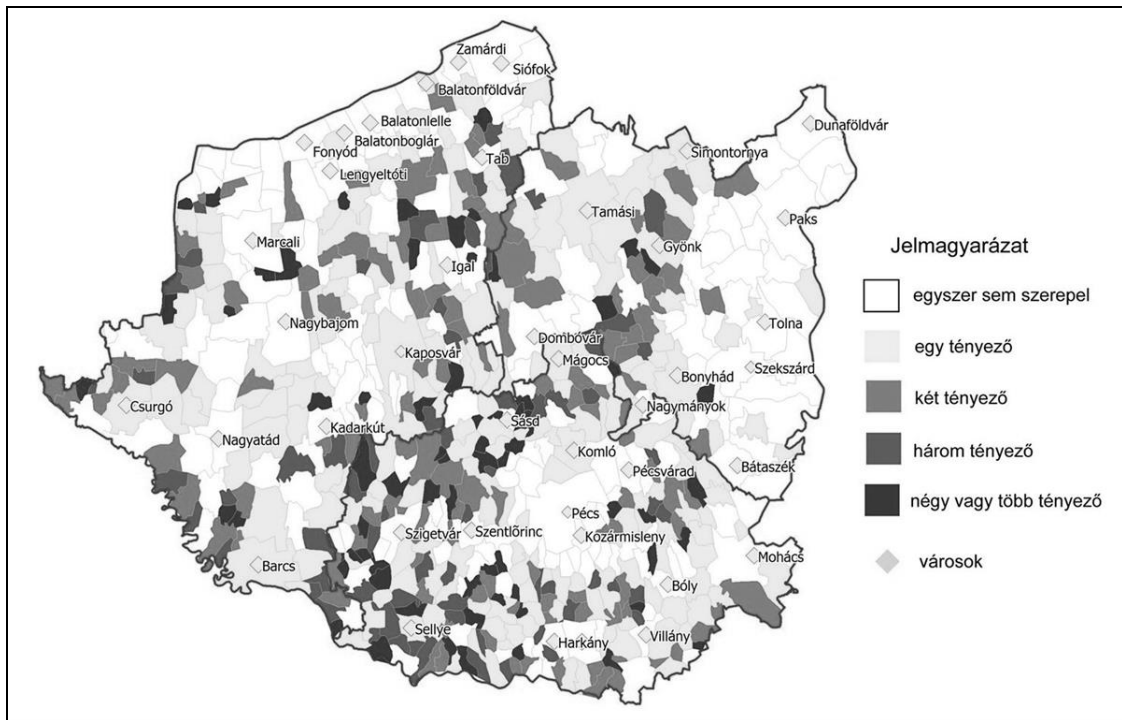 Zamárdi
Siófok
Balatonföldvár
Dunaföldvár
Balatonlelle
Balatonboglár
Fonyód
Simontornya
Tab
Lengyeltóti
Tamási
Paks
Marcali
Gyönk
Igal
Nagybajom
Tolna
Dombóvár
Kaposvár
Mágocs
Szekszárd
Bonyhád
Csurgó
Nagymányok
Sásd
Kadarkút
Nagyatád
Komló
Bátaszék
Pécsvárad
Pécs
Szigetvár
Szentlőrinc
Kozármisleny
Mohács
Barcs
Bóly
Sellye
Harkány
Villány
Jelmagyarázat
egyszer sem szerepel
egy tényező
két tényező
három tényező
négy vagy több tényező
városok